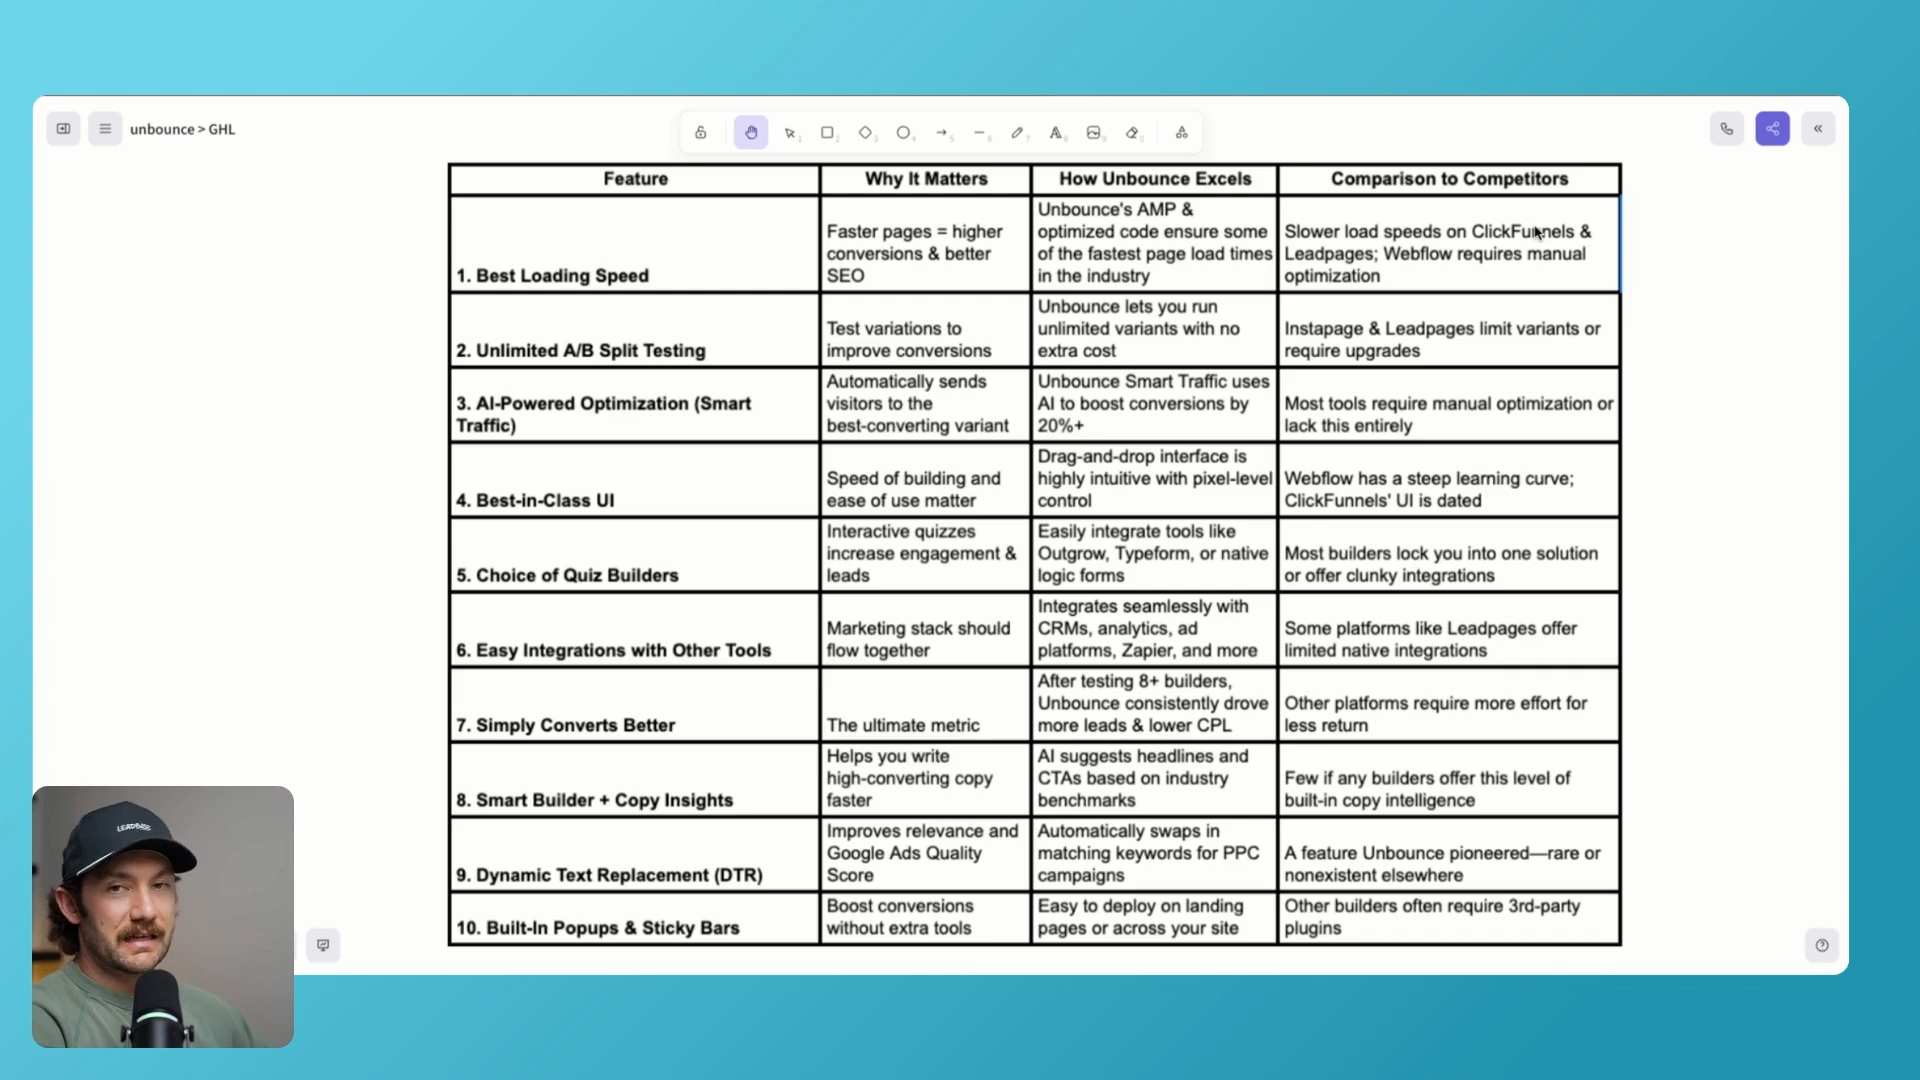 unbounce > GHL
Feature
Why It Matters
How Unbounce Excels
Comparison to Competitors
1. Best Loading Speed
Faster pages = higher
conversions & better
SEO
Unbounce's AMP &
optimized code ensure some
of the fastest page load times
in the industry
Slower load speeds on ClickFunnels &
Leadpages; Webflow requires manual
optimization
2. Unlimited A/B Split Testing
Test variations to
improve conversions
Unbounce lets you run
unlimited variants with no
extra cost
Instapage & Leadpages limit variants or
require upgrades
3. AI-Powered Optimization (Smart
Traffic)
Automatically sends
visitors to the
best-converting variant
Unbounce Smart Traffic uses
AI to boost conversions by
20%+
Most tools require manual optimization or
lack this entirely
4. Best-in-Class UI
Speed of building and
ease of use matter
Drag-and-drop interface is
highly intuitive with pixel-level
control
Webflow has a steep learning curve;
ClickFunnels' UI is dated
5. Choice of Quiz Builders
Interactive quizzes
increase engagement &
leads
Easily integrate tools like
Outgrow, Typeform, or native
logic forms
Most builders lock you into one solution
or offer clunky integrations
6. Easy Integrations with Other Tools
Marketing stack should
flow together
Integrates seamlessly with
CRMs, analytics, ad
platforms, Zapier, and more
Some platforms like Leadpages offer
limited native integrations
7. Simply Converts Better
The ultimate metric
After testing 8+ builders,
Unbounce consistently drove
more leads & lower CPL
Other platforms require more effort for
less return
8. Smart Builder + Copy Insights
Helps you write
high-converting copy
faster
AI suggests headlines and
CTAs based on industry
benchmarks
Few if any builders offer this level of
built-in copy intelligence
9. Dynamic Text Replacement (DTR)
Improves relevance and
Google Ads Quality
Score
Automatically swaps in
matching keywords for PPC
campaigns
A feature Unbounce pioneered—rare or
nonexistent elsewhere
10. Built-In Popups & Sticky Bars
Boost conversions
without extra tools
Easy to deploy on landing
pages or across your site
Other builders often require 3rd-party
plugins